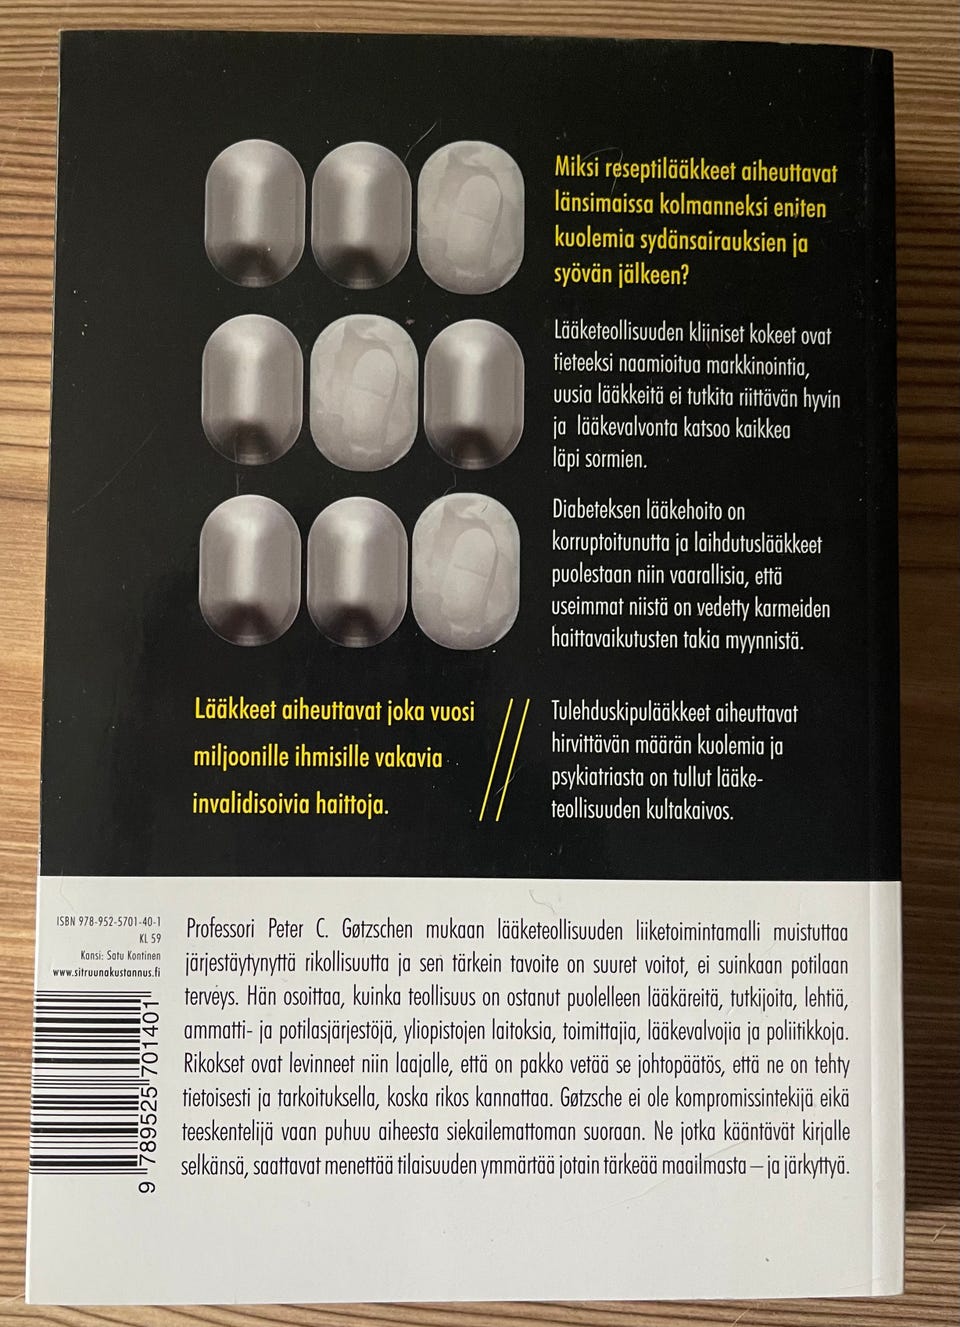 Miksi reseptilääkkeet aiheuttavat
länsimaissa kolmanneksi eniten
kuolemia sydänsairauksien ja
syövän jälkeen?
Lääketeollisuuden kliiniset kokeet ovat
tieteeksi naamioitua markkinointia,
uusia lääkkeitä ei tutkita riittävän hyvin
ja lääkevalvonta katsoo kaikkea
läpi sormien.
Diabeteksen lääkehoito on
korruptoitunutta ja laihdutuslääkkeet
puolestaan niin vaarallisia, että
useimmat niistä on vedetty karmeiden
haittavaikutusten takia myynnistä.
Lääkkeet aiheuttavat joka vuosi
miljoonille ihmisille vakavia
invalidisoivia haittoja.
//
Tulehduskipulääkkeet aiheuttavat
hirvittävän määrän kuolemia ja
psykiatriasta on tullut lääke-
teollisuuden kultakaivos.
ISBN 978-952-5701-40-1
KL 59
Kansi: Satu Kontinen
www.sitruunakustannus.fi
9 789525 701401
Professori Peter C. Gøtzschen mukaan lääketeollisuuden liiketoimintamalli muistuttaa
järjestäytynyttä rikollisuutta ja sen tärkein tavoite on suuret voitot, ei suinkaan potilaan
terveys. Hän osoittaa, kuinka teollisuus on ostanut puolelleen lääkäreitä, tutkijoita, lehtiä,
ammatti- ja potilasjärjestöjä, yliopistojen laitoksia, toimittajia, lääkevalvojia ja poliitikkoja.
Rikokset ovat levinneet niin laajalle, että on pakko vetää se johtopäätös, että ne on tehty
tietoisesti ja tarkoituksella, koska rikos kannattaa. Gøtzsche ei ole kompromissintekijä eikä
teeskentelijä vaan puhuu aiheesta siekailemattoman suoraan. Ne jotka kääntävät kirjalle
selkänsä, saattavat menettää tilaisuuden ymmärtää jotain tärkeää maailmasta – ja järkyttyä.